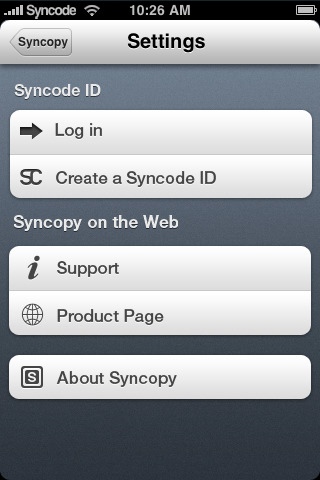 Syncode 10:26 AM
Syncopy Settings
Syncode ID
Log in
SC Create a Syncode ID
Syncopy on the Web
i Support
Product Page
S About Syncopy